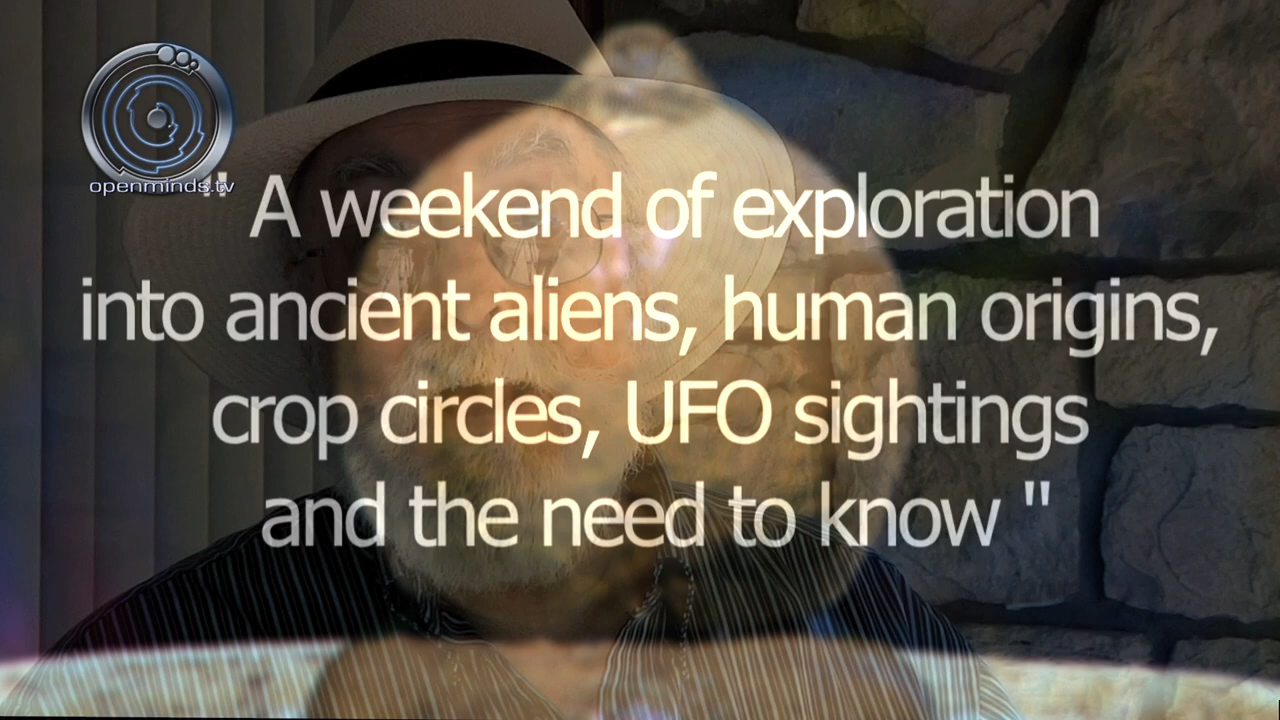 openminds.tv
" A weekend of exploration
into ancient aliens, human origins,
crop circles, UFO sightings
and the need to know "